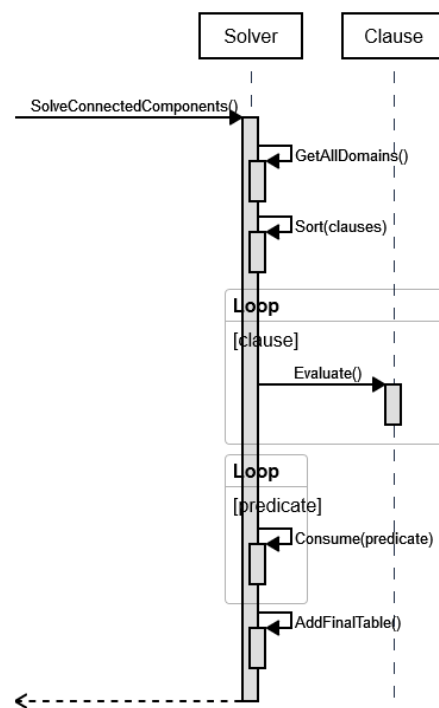 Solver
Clause
SolveConnectedComponents()
GetAllDomains()
Sort(clauses)
Loop
[clause]
Evaluate()
Loop
[predicate]
Consume(predicate)
AddFinalTable()